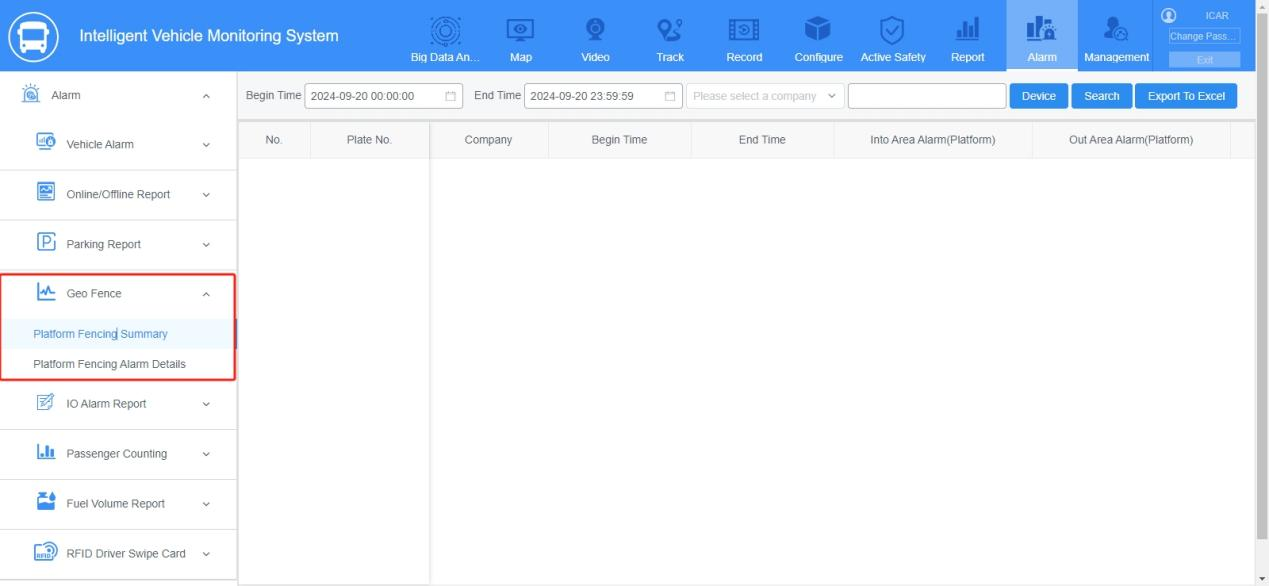 Intelligent Vehicle Monitoring System
Big Data An...
Map
Video
Track
Record
Configure
Active Safety
Report
Alarm
Management
ICAR
Change Pass...
Exit
Alarm
Vehicle Alarm
Online/Offline Report
Parking Report
Geo Fence
Platform Fencing Summary
Platform Fencing Alarm Details
IO Alarm Report
Passenger Counting
Fuel Volume Report
RFID RFID Driver Swipe Card
Begin Time 2024-09-20 00:00:00 End Time 2024-09-20 23:59:59 Please select a company Device Search Export To Excel
No. Plate No. Company Begin Time End Time Into Area Alarm(Platform) Out Area Alarm(Platform)